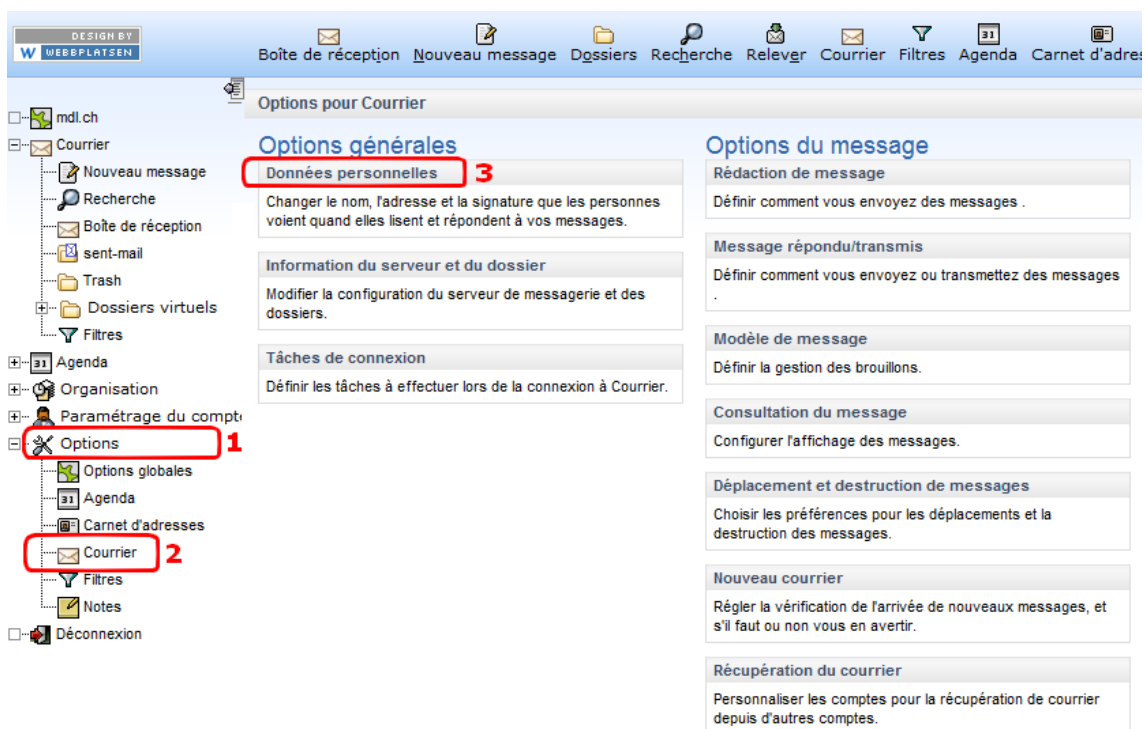 DESIGN BY
W WEBBPLATSEN
Boîte de réception Nouveau message Dossiers Recherche Relever Courrier Filtres Agenda Carnet d'adres
mdl.ch
Courrier
Nouveau message
Recherche
Boîte de réception
sent-mail
Trash
Dossiers virtuels
Filtres
31 Agenda
Organisation
Paramétrage du compte
Options 1
Options globales
31 Agenda
Carnet d'adresses
Courrier 2
Filtres
Notes
Déconnexion
Options pour Courrier
Options générales
Données personnelles 3
Changer le nom, l'adresse et la signature que les personnes
voient quand elles lisent et répondent à vos messages.
Information du serveur et du dossier
Modifier la configuration du serveur de messagerie et des
dossiers.
Tâches de connexion
Définir les tâches à effectuer lors de la connexion à Courrier.
Options du message
Rédaction de message
Définir comment vous envoyez des messages .
Message répondu/transmis
Définir comment vous envoyez ou transmettez des messages
.
Modèle de message
Définir la gestion des brouillons.
Consultation du message
Configurer l'affichage des messages.
Déplacement et destruction de messages
Choisir les préférences pour les déplacements et la
destruction des messages.
Nouveau courrier
Régler la vérification de l'arrivée de nouveaux messages, et
s'il faut ou non vous en avertir.
Récupération du courrier
Personnaliser les comptes pour la récupération de courrier
depuis d'autres comptes.